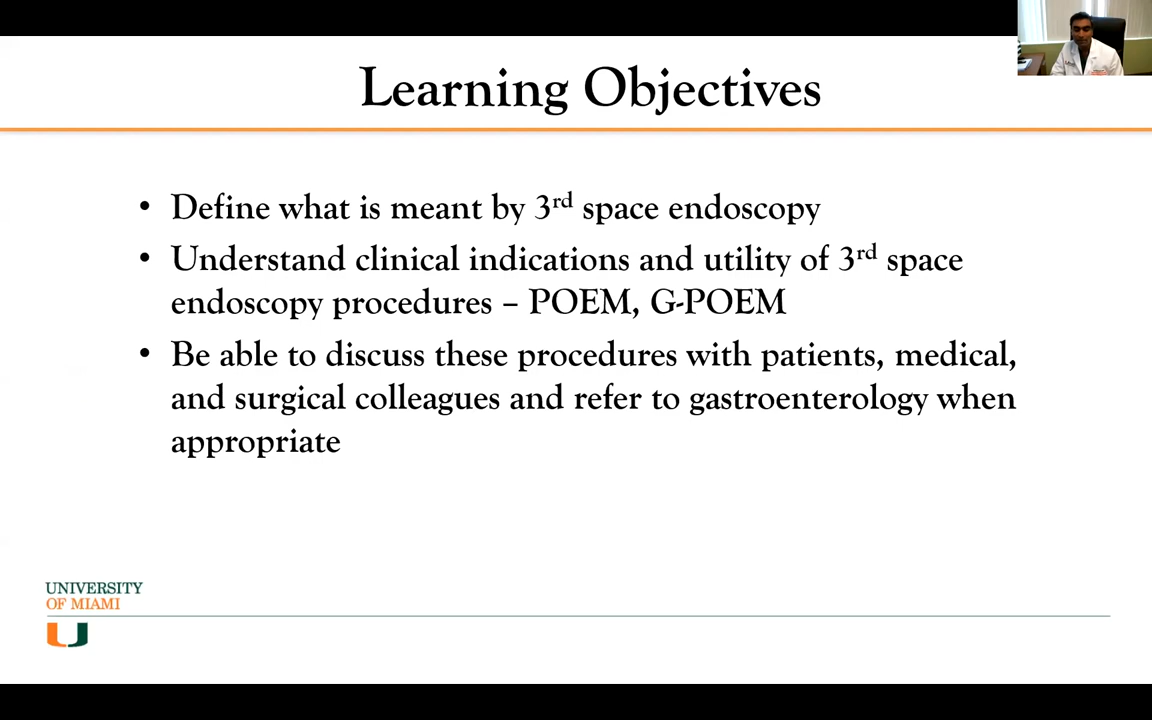 Learning Objectives
• Define what is meant by 3rd space endoscopy
• Understand clinical indications and utility of 3rd space
endoscopy procedures – POEM, G-POEM
• Be able to discuss these procedures with patients, medical,
and surgical colleagues and refer to gastroenterology when
appropriate
UNIVERSITY
OF MIAMI